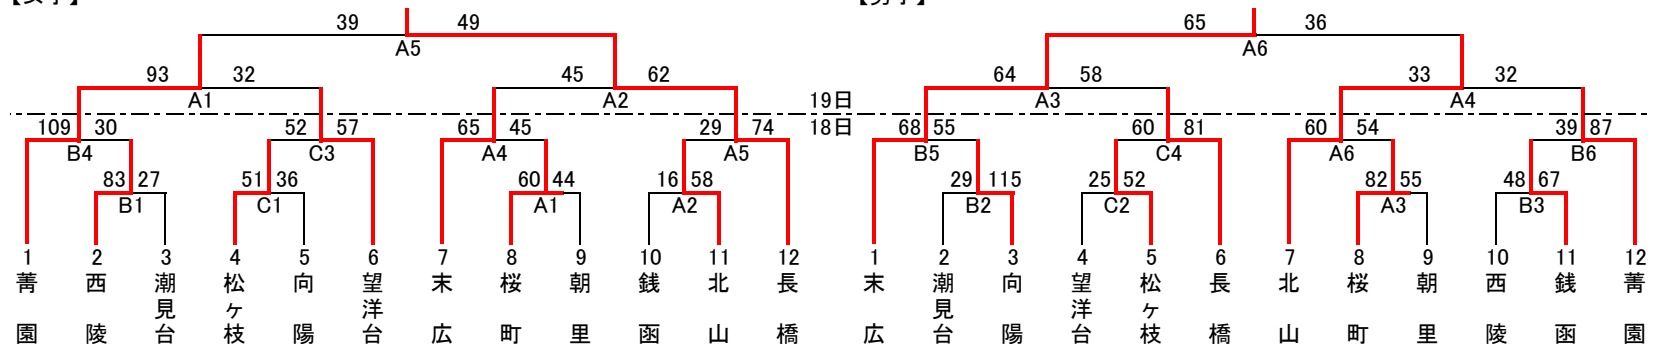 39 49 65 36
A5 A6
93 32 45 62 64 58 33 32
A1 A2 19日 A3 A4
109 30 52 57 65 45 29 74 18日 68 55 60 81 60 54 39 87
B4 C3 A4 A5 B5 C4 A6 B6
83 27 51 36 60 44 16 58 29 115 25 52 82 55 48 67
B1 C1 A1 A2 B2 C2 A3 B3
1 2 3 4 5 6 7 8 9 10 11 12 1 2 3 4 5 6 7 8 9 10 11 12
菁園 西陵 潮見台 松ヶ枝 向陽 望洋台 末広 桜町 朝里 銭函 北山 長橋 末広 潮見台 向陽 望洋台 松ヶ枝 長橋 北山 桜町 朝里 西陵 銭函 菁園